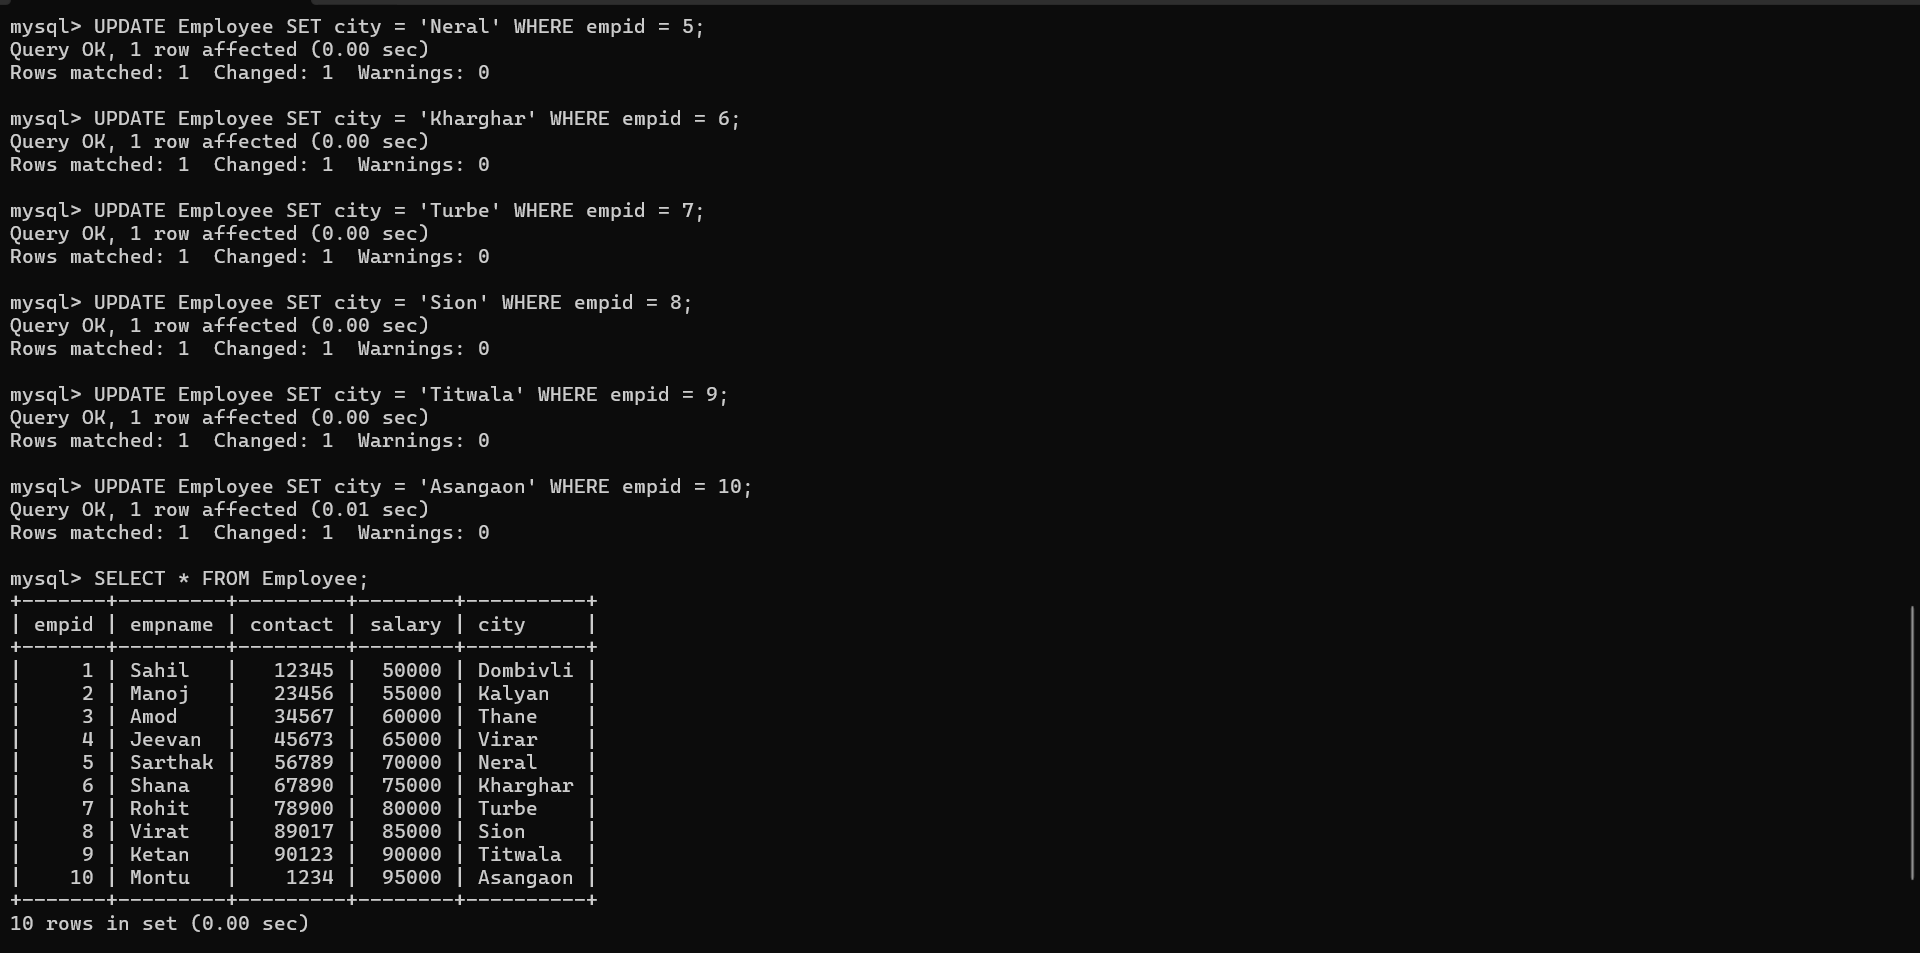 mysql> UPDATE Employee SET city = 'Neral' WHERE empid = 5;
Query OK, 1 row affected (0.00 sec)
Rows matched: 1  Changed: 1  Warnings: 0

mysql> UPDATE Employee SET city = 'Kharghar' WHERE empid = 6;
Query OK, 1 row affected (0.00 sec)
Rows matched: 1  Changed: 1  Warnings: 0

mysql> UPDATE Employee SET city = 'Turbe' WHERE empid = 7;
Query OK, 1 row affected (0.00 sec)
Rows matched: 1  Changed: 1  Warnings: 0

mysql> UPDATE Employee SET city = 'Sion' WHERE empid = 8;
Query OK, 1 row affected (0.00 sec)
Rows matched: 1  Changed: 1  Warnings: 0

mysql> UPDATE Employee SET city = 'Titwala' WHERE empid = 9;
Query OK, 1 row affected (0.00 sec)
Rows matched: 1  Changed: 1  Warnings: 0

mysql> UPDATE Employee SET city = 'Asangaon' WHERE empid = 10;
Query OK, 1 row affected (0.01 sec)
Rows matched: 1  Changed: 1  Warnings: 0

mysql> SELECT * FROM Employee;
+-------+---------+---------+--------+----------+
| empid | empname | contact | salary | city     |
+-------+---------+---------+--------+----------+
|     1 | Sahil   |   12345 |  50000 | Dombivli |
|     2 | Manoj   |   23456 |  55000 | Kalyan   |
|     3 | Amod    |   34567 |  60000 | Thane    |
|     4 | Jeevan  |   45673 |  65000 | Virar    |
|     5 | Sarthak |   56789 |  70000 | Neral    |
|     6 | Shana   |   67890 |  75000 | Kharghar |
|     7 | Rohit   |   78900 |  80000 | Turbe    |
|     8 | Virat   |   89017 |  85000 | Sion     |
|     9 | Ketan   |   90123 |  90000 | Titwala  |
|    10 | Montu   |    1234 |  95000 | Asangaon |
+-------+---------+---------+--------+----------+
10 rows in set (0.00 sec)